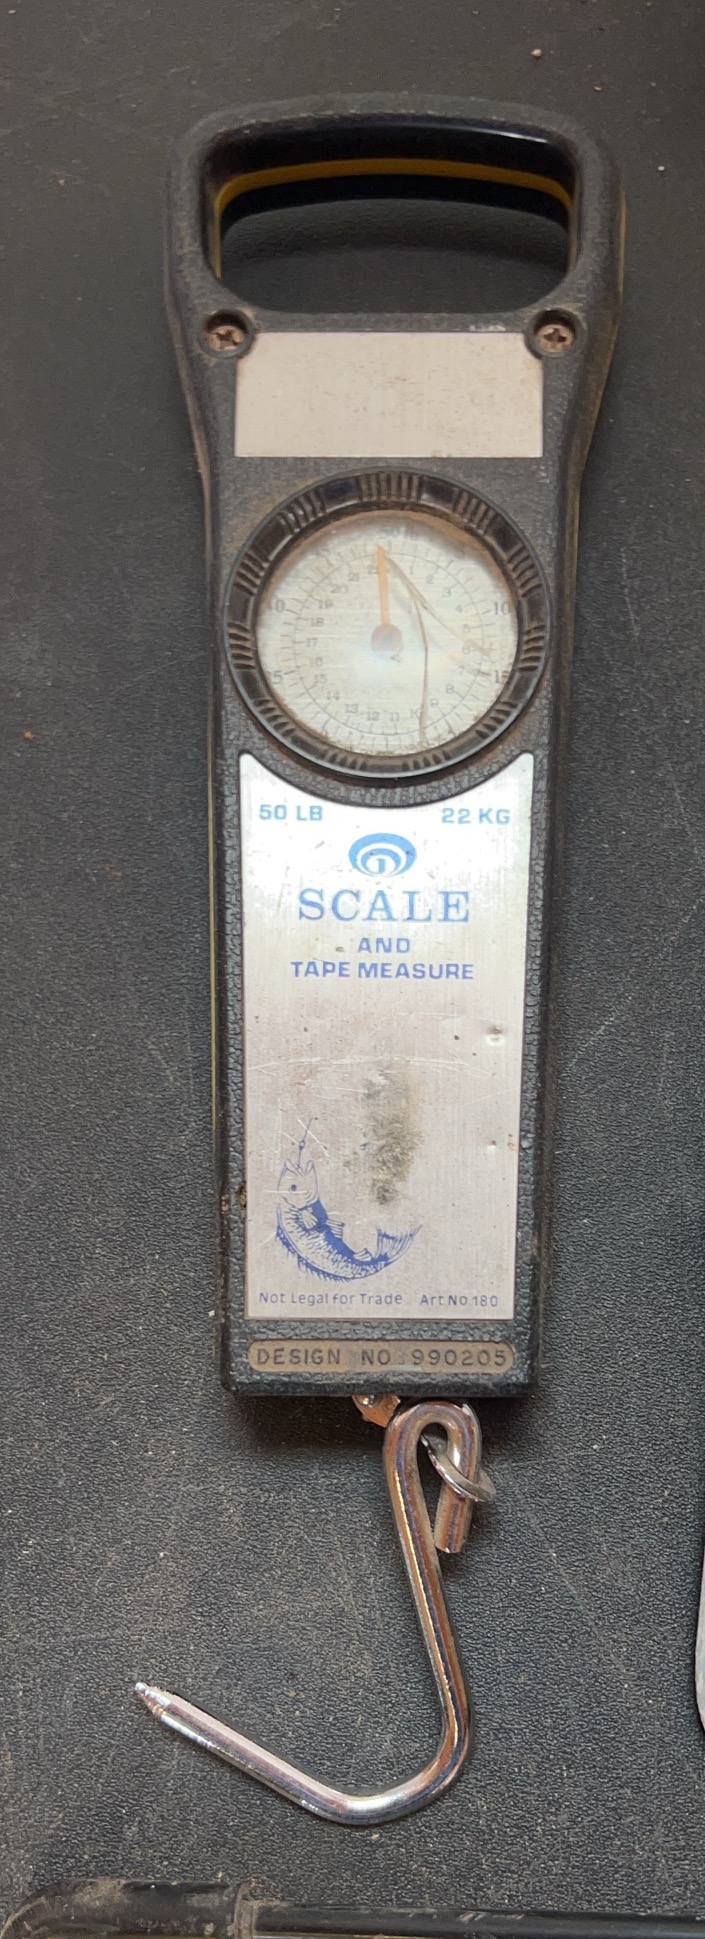 50 LB 22 KG
SCALE
AND
TAPE MEASURE
Not Legal for Trade Art No 180
DESIGN NO 990205